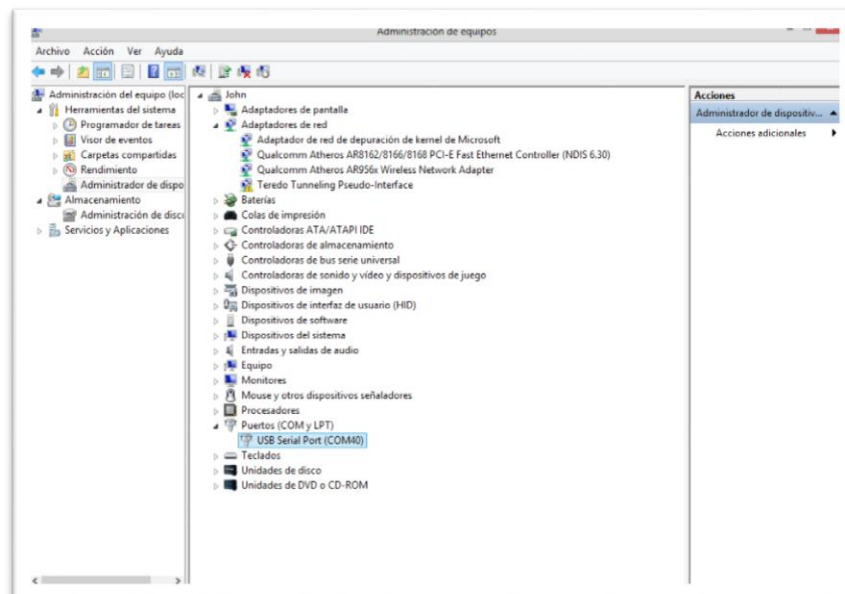 Administración de equipos
Archivo Acción Ver Ayuda
Administración del equipo (loc
Herramientas del sistema
Programador de tareas
Visor de eventos
Carpetas compartidas
Rendimiento
Administrador de dispo
Almacenamiento
Administración de disco
Servicios y Aplicaciones
John
Adaptadores de pantalla
Adaptadores de red
Adaptador de red de depuración de kernel de Microsoft
Qualcomm Atheros AR8162/8166/8168 PCI-E Fast Ethernet Controller (NDIS 6.30)
Qualcomm Atheros AR956x Wireless Network Adapter
Teredo Tunneling Pseudo-Interface
Baterías
Colas de impresión
Controladoras ATA/ATAPI IDE
Controladoras de almacenamiento
Controladoras de bus serie universal
Controladoras de sonido y vídeo y dispositivos de juego
Dispositivos de imagen
Dispositivos de interfaz de usuario (HID)
Dispositivos de software
Dispositivos del sistema
Entradas y salidas de audio
Equipo
Monitores
Mouse y otros dispositivos señaladores
Procesadores
Puertos (COM y LPT)
USB Serial Port (COM40)
Teclados
Unidades de disco
Unidades de DVD o CD-ROM
Acciones
Administrador de dispositiv...
Acciones adicionales